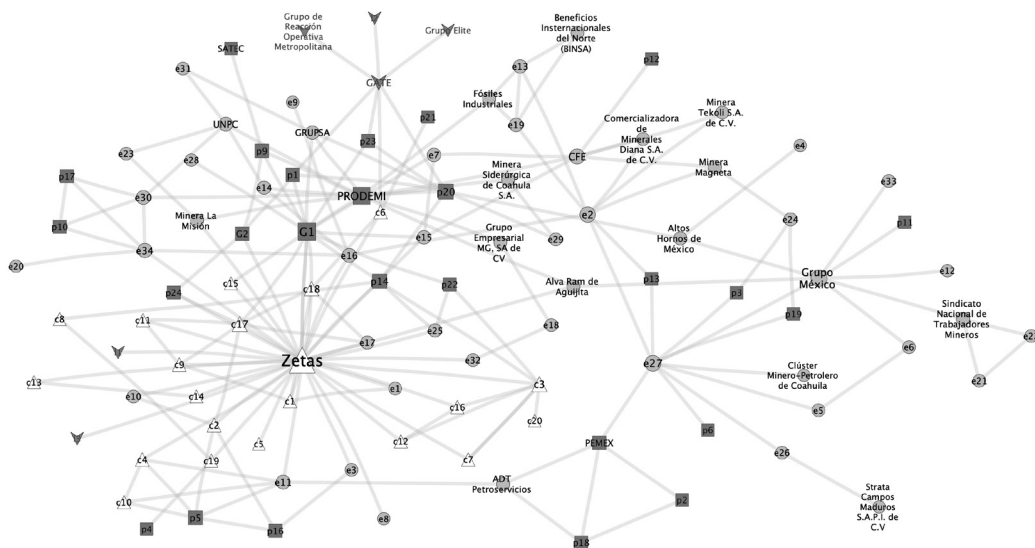 Grupo de
Reacción
Operativa
Metropolitana
Grupo Elite
Beneficios
Insternacionales
del Norte
(BINSA)
SATEC
e31
GATE
e13
p12
e9
Fósiles
Industriales
Comercializadora
de
Minerales
Diana S.A.
de C.V.
Minera
Tekoli S.A.
de C.V.
UNPC
GRUPSA
p21
p23
e19
e4
e23
e28
p9
p1
e7
Minera
Siderúrgica
de Coahula
S.A.
CFE
Minera
Magneta
p17
e30
e14
PRODEMI
p20
e33
p10
Minera La
Misión
c6
e2
e24
p11
G2
G1
e15
Grupo
Empresarial
MG, SA de
CV
e29
Altos
Hornos de
México
e34
e16
e20
c15
c18
p14
p22
Alva Ram de
Agujita
p13
Grupo
México
e12
p24
p3
p19
Sindicato
Nacional de
Trabajadores
Mineros
c8
c11
c17
e25
e18
e17
e6
Zetas
e32
e27
c9
Clúster
Minero-Petrolero
de Coahuila
e21
c13
e10
c14
c1
e1
c3
c16
e5
c2
c20
p6
c5
c12
PEMEX
c4
c19
c7
e26
e3
e11
ADT
Petroservicios
c10
p2
Strata
Campos
Maduros
S.A.P.I. de
C.V
p4
p5
p16
e8
p18